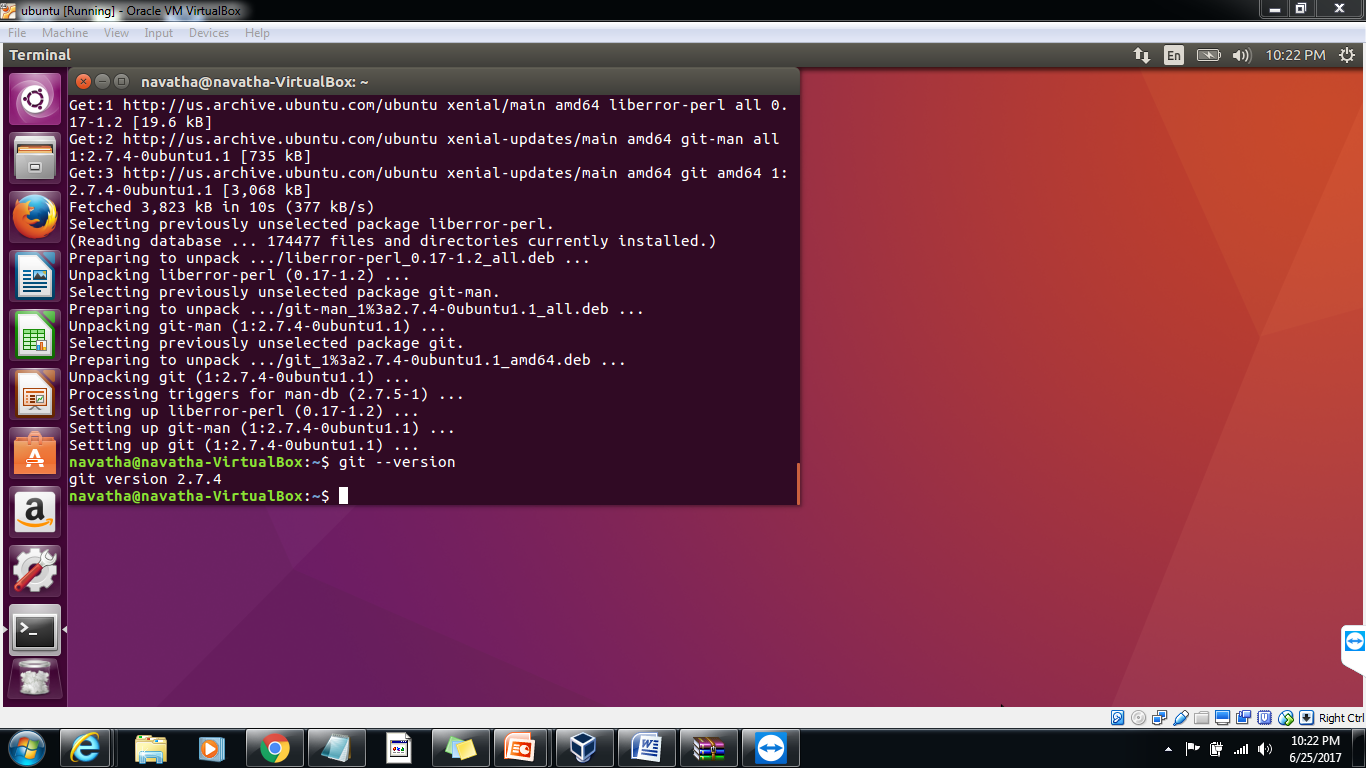 ubuntu [Running] - Oracle VM VirtualBox
File Machine View Input Devices Help
Terminal
En
10:22 PM
navatha@navatha-VirtualBox: ~
Get:1 http://us.archive.ubuntu.com/ubuntu xenial/main amd64 liberror-perl all 0.
17-1.2 [19.6 kB]
Get:2 http://us.archive.ubuntu.com/ubuntu xenial-updates/main amd64 git-man all
1:2.7.4-0ubuntu1.1 [735 kB]
Get:3 http://us.archive.ubuntu.com/ubuntu xenial-updates/main amd64 git amd64 1:
2.7.4-0ubuntu1.1 [3,068 kB]
Fetched 3,823 kB in 10s (377 kB/s)
Selecting previously unselected package liberror-perl.
(Reading database ... 174477 files and directories currently installed.)
Preparing to unpack .../liberror-perl_0.17-1.2_all.deb ...
Unpacking liberror-perl (0.17-1.2) ...
Selecting previously unselected package git-man.
Preparing to unpack .../git-man_1%3a2.7.4-0ubuntu1.1_all.deb ...
Unpacking git-man (1:2.7.4-0ubuntu1.1) ...
Selecting previously unselected package git.
Preparing to unpack .../git_1%3a2.7.4-0ubuntu1.1_amd64.deb ...
Unpacking git (1:2.7.4-0ubuntu1.1) ...
Processing triggers for man-db (2.7.5-1) ...
Setting up liberror-perl (0.17-1.2) ...
Setting up git-man (1:2.7.4-0ubuntu1.1) ...
Setting up git (1:2.7.4-0ubuntu1.1) ...
navatha@navatha-VirtualBox:~$ git --version
git version 2.7.4
navatha@navatha-VirtualBox:~$
Right Ctrl
10:22 PM
6/25/2017